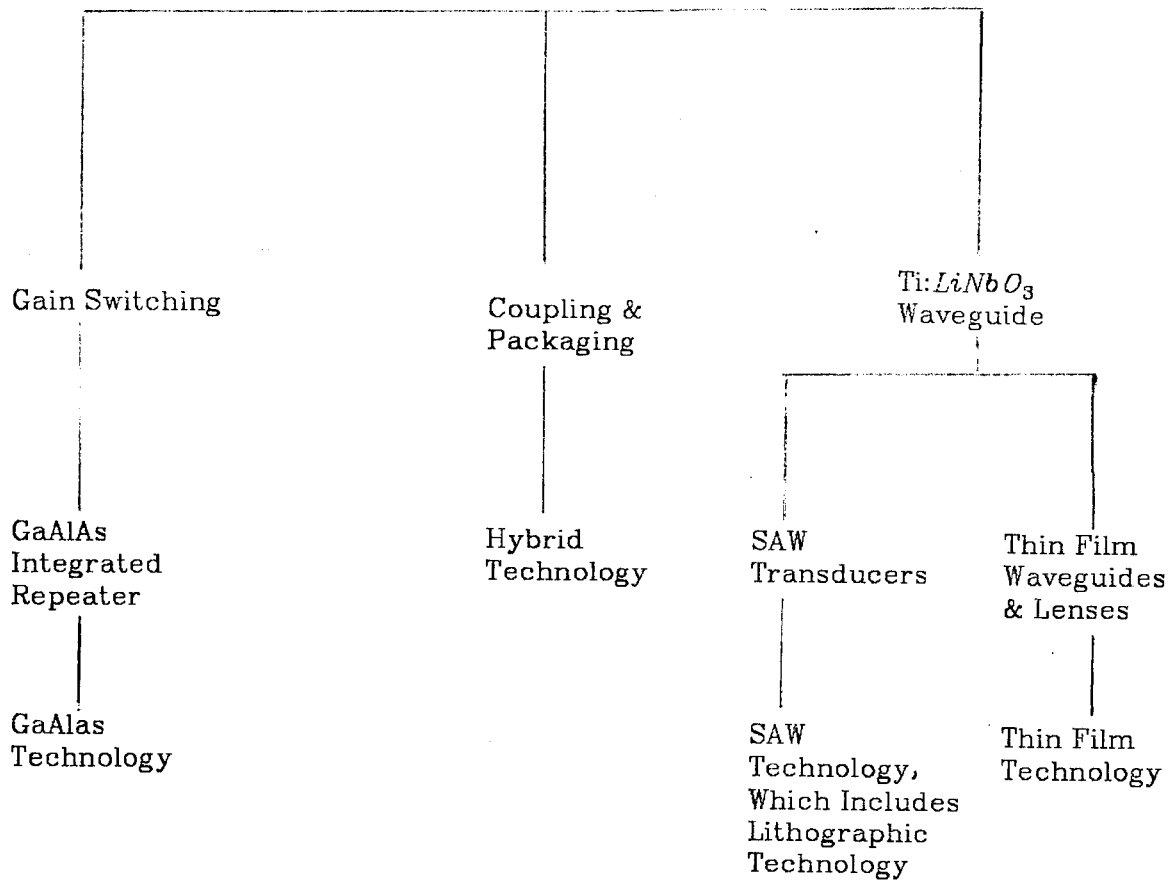 Gain Switching
Coupling &
Packaging
Ti:LiNbO₃
Waveguide
GaAlAs
Integrated
Repeater
Hybrid
Technology
SAW
Transducers
Thin Film
Waveguides
& Lenses
GaAlas
Technology
SAW
Technology,
Which Includes
Lithographic
Technology
Thin Film
Technology